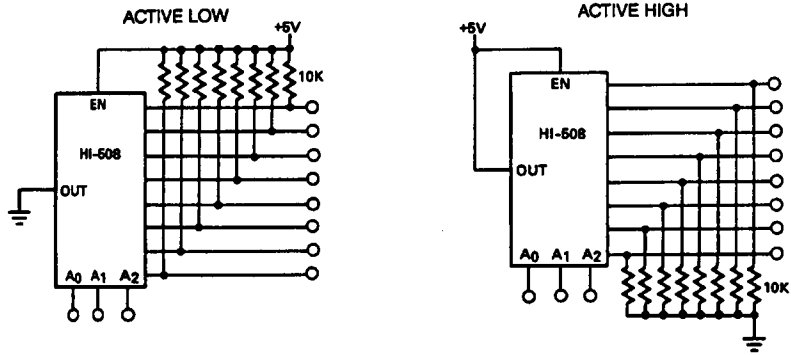 ACTIVE LOW
+5V
10K
EN
HI-508
OUT
A0 A1 A2
ACTIVE HIGH
+5V
EN
HI-508
OUT
A0 A1 A2
10K